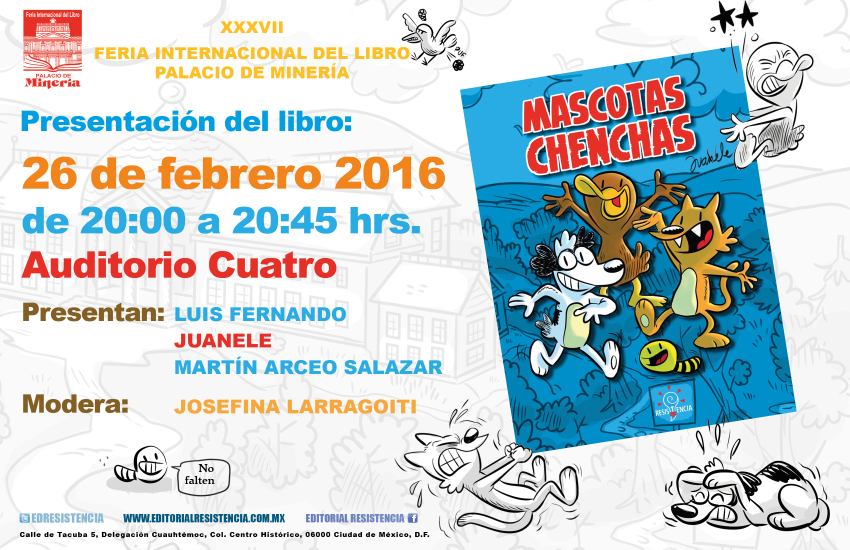 Feria Internacional del Libro
PALACIO DE
Minería
XXXVII
FERIA INTERNACIONAL DEL LIBRO
PALACIO DE MINERÍA
PUF
Presentación del libro:
26 de febrero 2016
de 20:00 a 20:45 hrs.
Auditorio Cuatro
Presentan: LUIS FERNANDO
JUANELE
MARTÍN ARCEO SALAZAR
Modera: JOSEFINA LARRAGOITI
MASCOTAS
CHENCHAS
Juanele
RESISTENCIA
No
falten
EDRESISTENCIA WWW.EDITORIALRESISTENCIA.COM.MX EDITORIAL RESISTENCIA
Calle de Tacuba 5, Delegación Cuauhtémoc, Col. Centro Histórico, 06000 Ciudad de México, D.F.